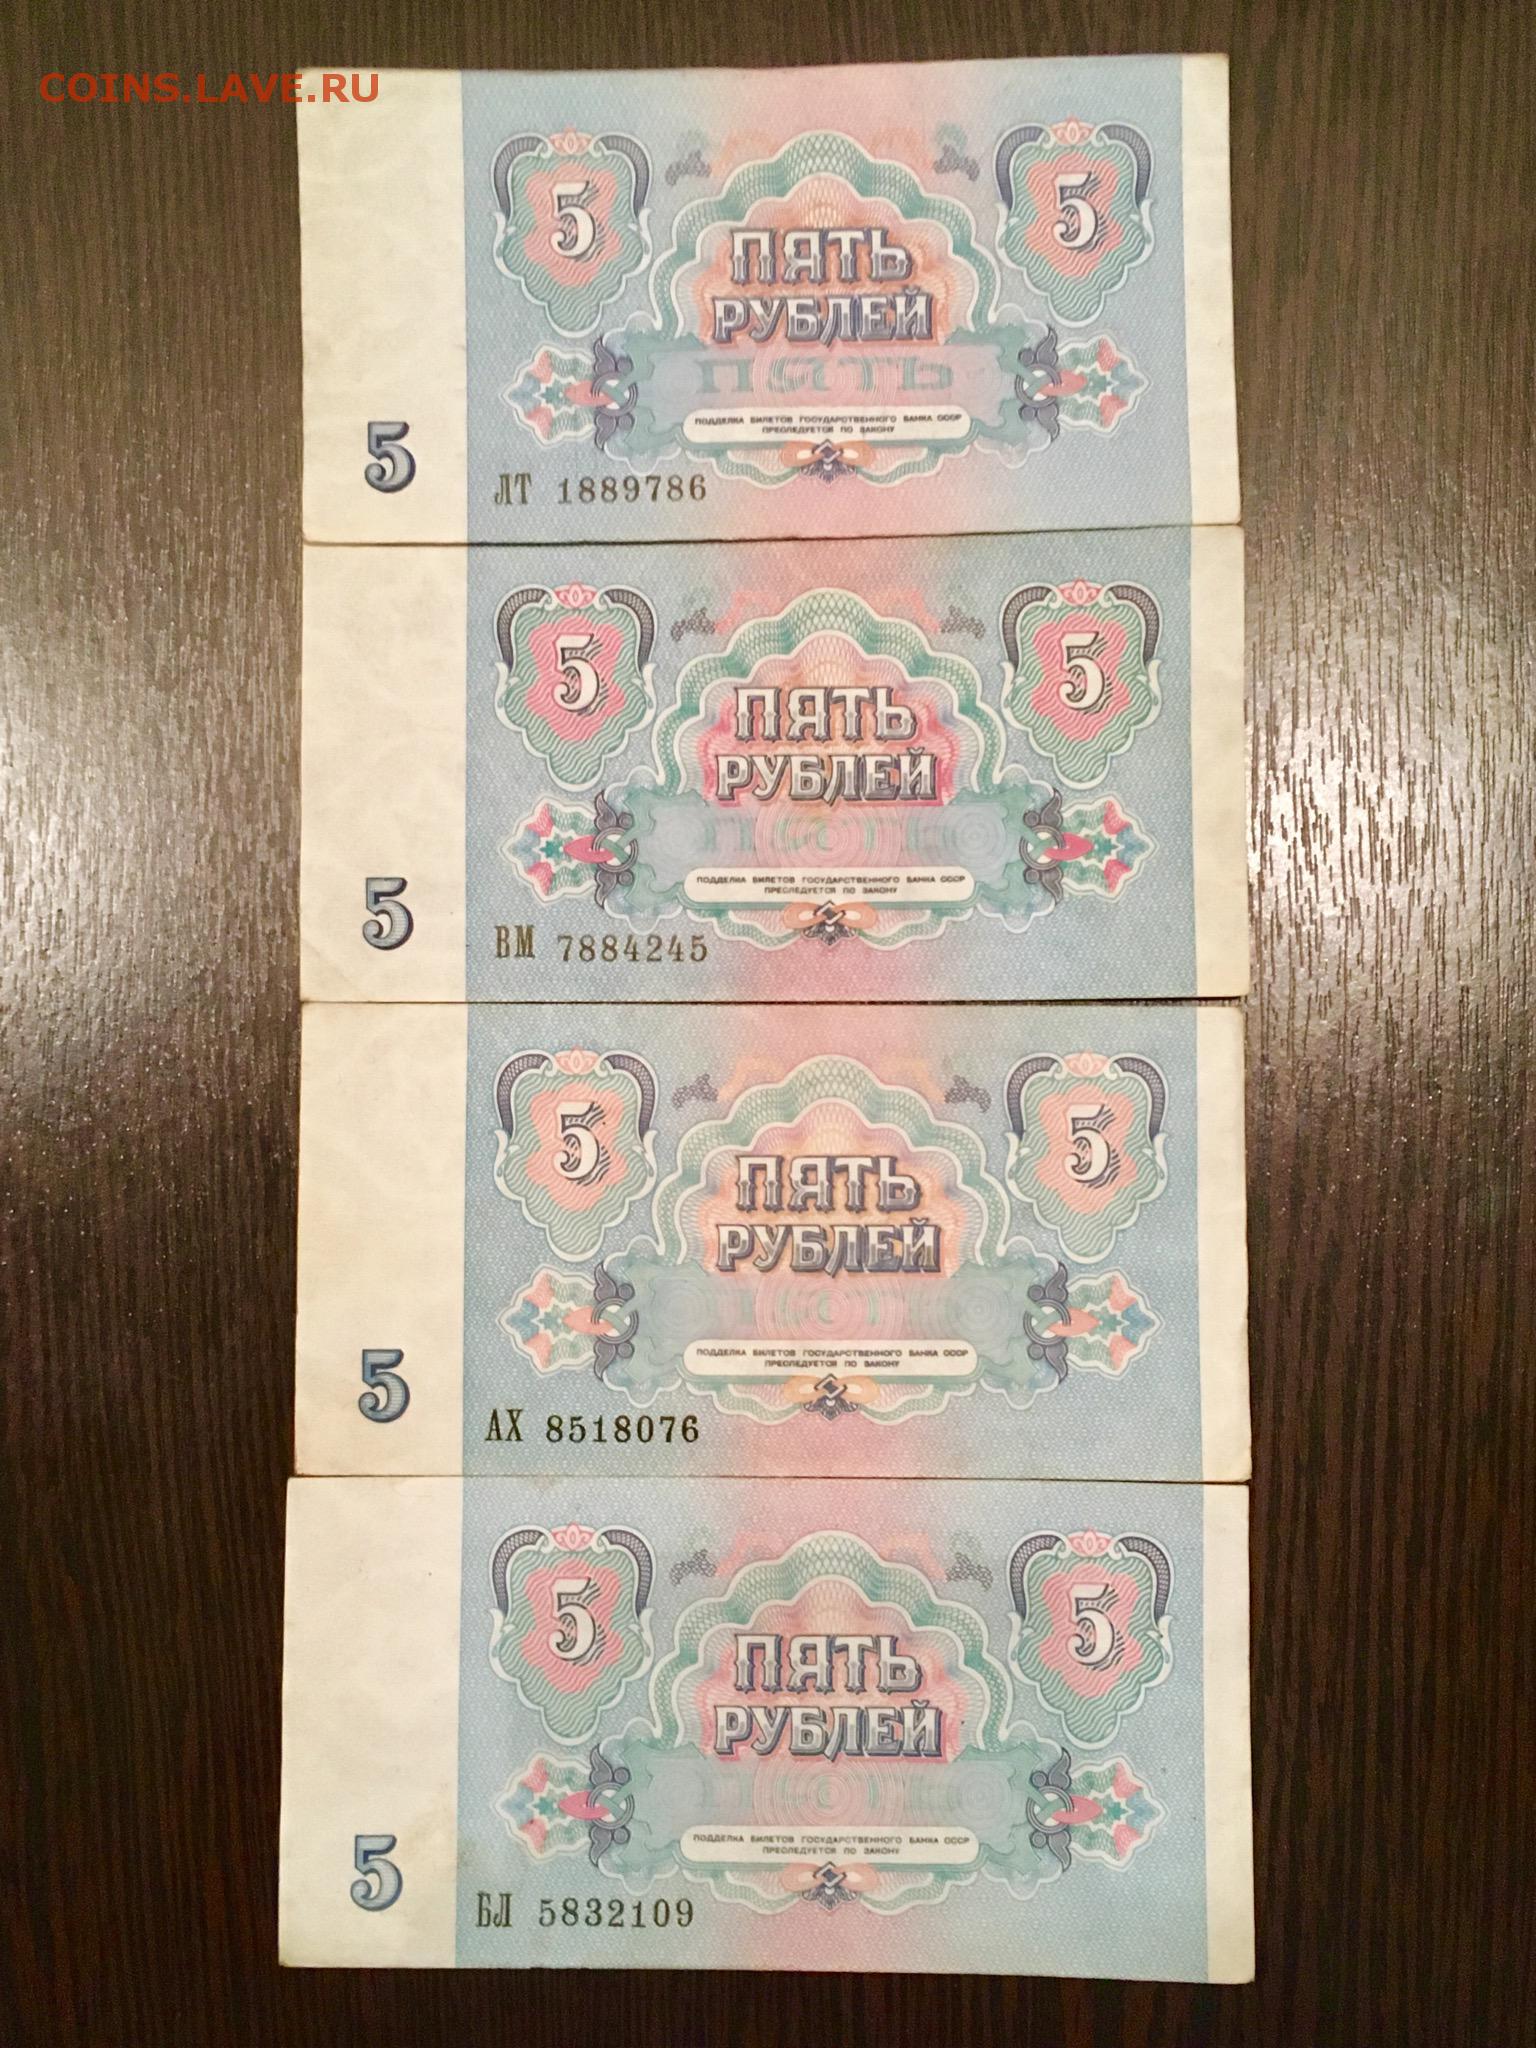 COINS.LAVE.RU
5 5
ПЯТЬ
РУБЛЕЙ
ПЯТЬ
ПОДДЕЛКА БИЛЕТОВ ГОСУДАРСТВЕННОГО БАНКА СССР
ПРЕСЛЕДУЕТСЯ ПО ЗАКОНУ
5
ЛТ 1889786
5 5
ПЯТЬ
РУБЛЕЙ
ПОДДЕЛКА БИЛЕТОВ ГОСУДАРСТВЕННОГО БАНКА СССР
ПРЕСЛЕДУЕТСЯ ПО ЗАКОНУ
5
ВМ 7884245
5 5
ПЯТЬ
РУБЛЕЙ
ПОДДЕЛКА БИЛЕТОВ ГОСУДАРСТВЕННОГО БАНКА СССР
ПРЕСЛЕДУЕТСЯ ПО ЗАКОНУ
5
АХ 8518076
5 5
ПЯТЬ
РУБЛЕЙ
ПОДДЕЛКА БИЛЕТОВ ГОСУДАРСТВЕННОГО БАНКА СССР
ПРЕСЛЕДУЕТСЯ ПО ЗАКОНУ
5
БЛ 5832109